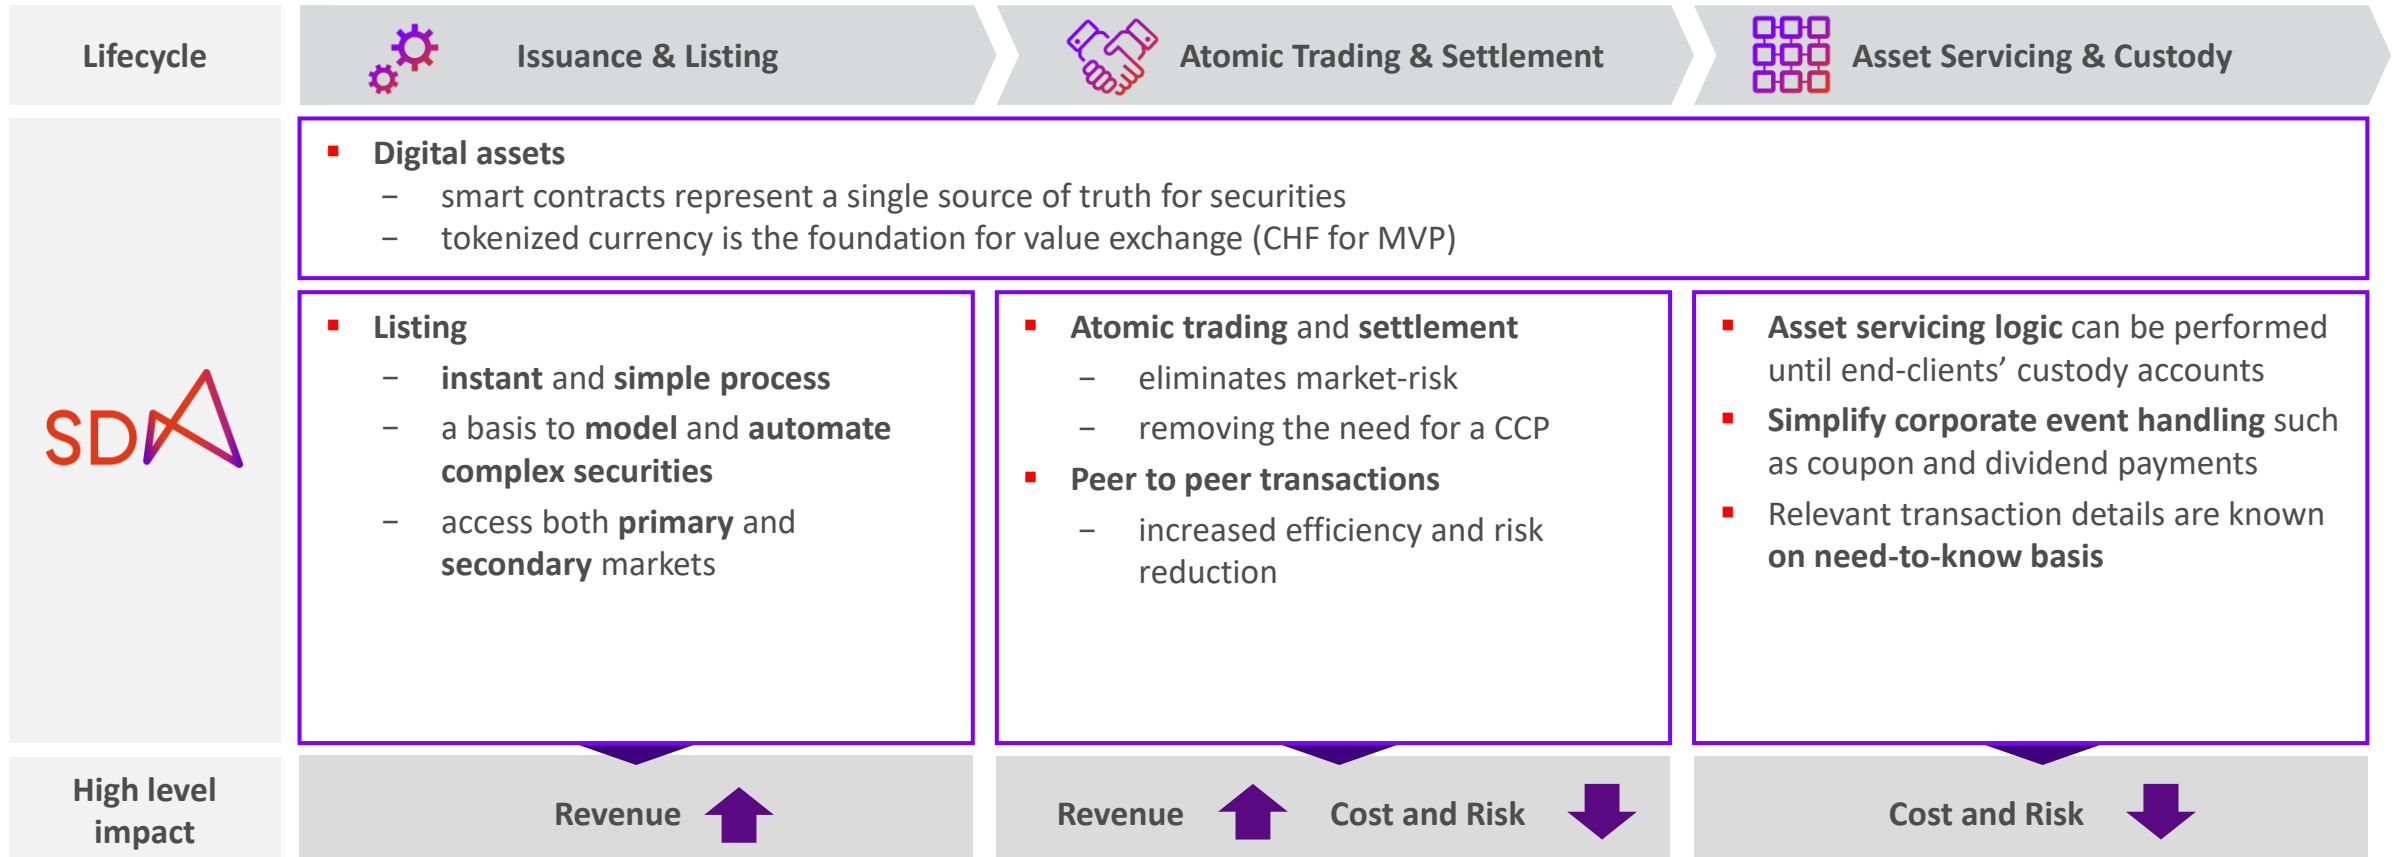 Lifecycle
Issuance & Listing
Atomic Trading & Settlement
Asset Servicing & Custody
▪ Digital assets
– smart contracts represent a single source of truth for securities
– tokenized currency is the foundation for value exchange (CHF for MVP)
SDX
▪ Listing
– instant and simple process
– a basis to model and automate
complex securities
– access both primary and
secondary markets
▪ Atomic trading and settlement
– eliminates market-risk
– removing the need for a CCP
▪ Peer to peer transactions
– increased efficiency and risk
reduction
▪ Asset servicing logic can be performed
until end-clients’ custody accounts
▪ Simplify corporate event handling such
as coupon and dividend payments
▪ Relevant transaction details are known
on need-to-know basis
High level
impact
Revenue
Revenue
Cost and Risk
Cost and Risk